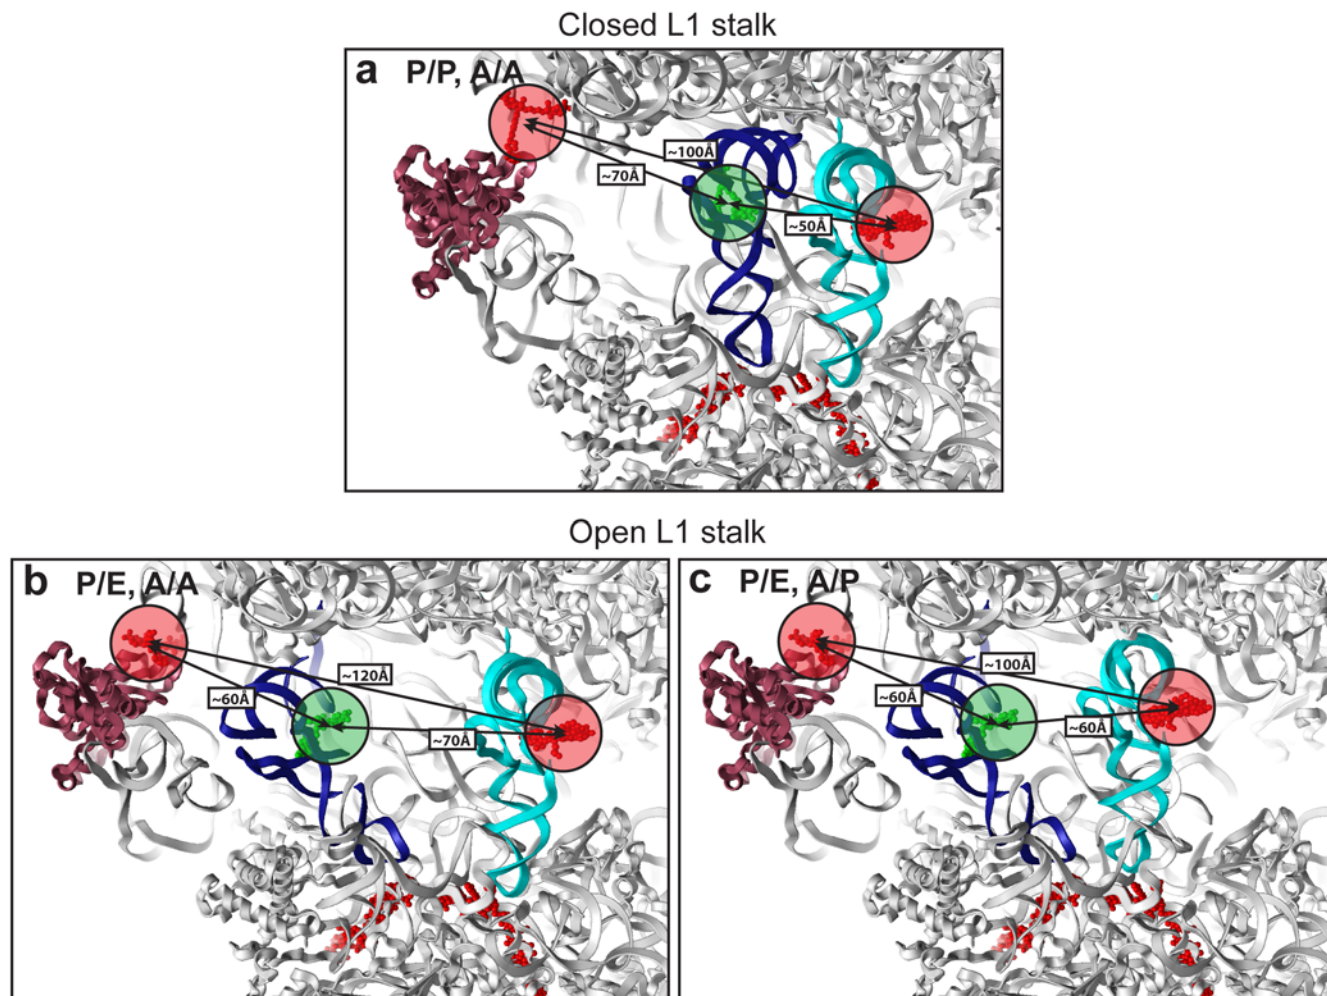 Closed L1 stalk
a P/P, A/A
~100Å
~70Å
~50Å
Open L1 stalk
b P/E, A/A
~120Å
~60Å
~70Å
c P/E, A/P
~100Å
~60Å
~60Å